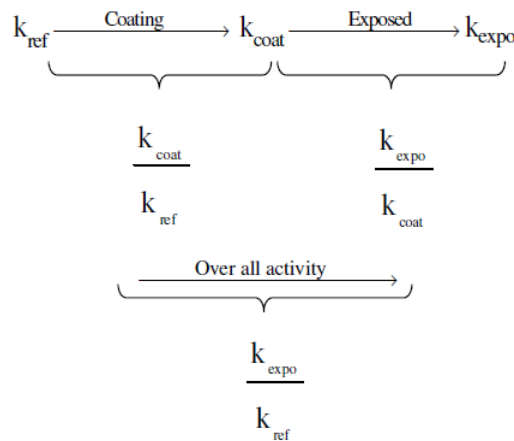 k_ref Coating k_coat Exposed k_expo
k_coat k_expo
k_ref k_coat
Over all activity
k_expo
k_ref